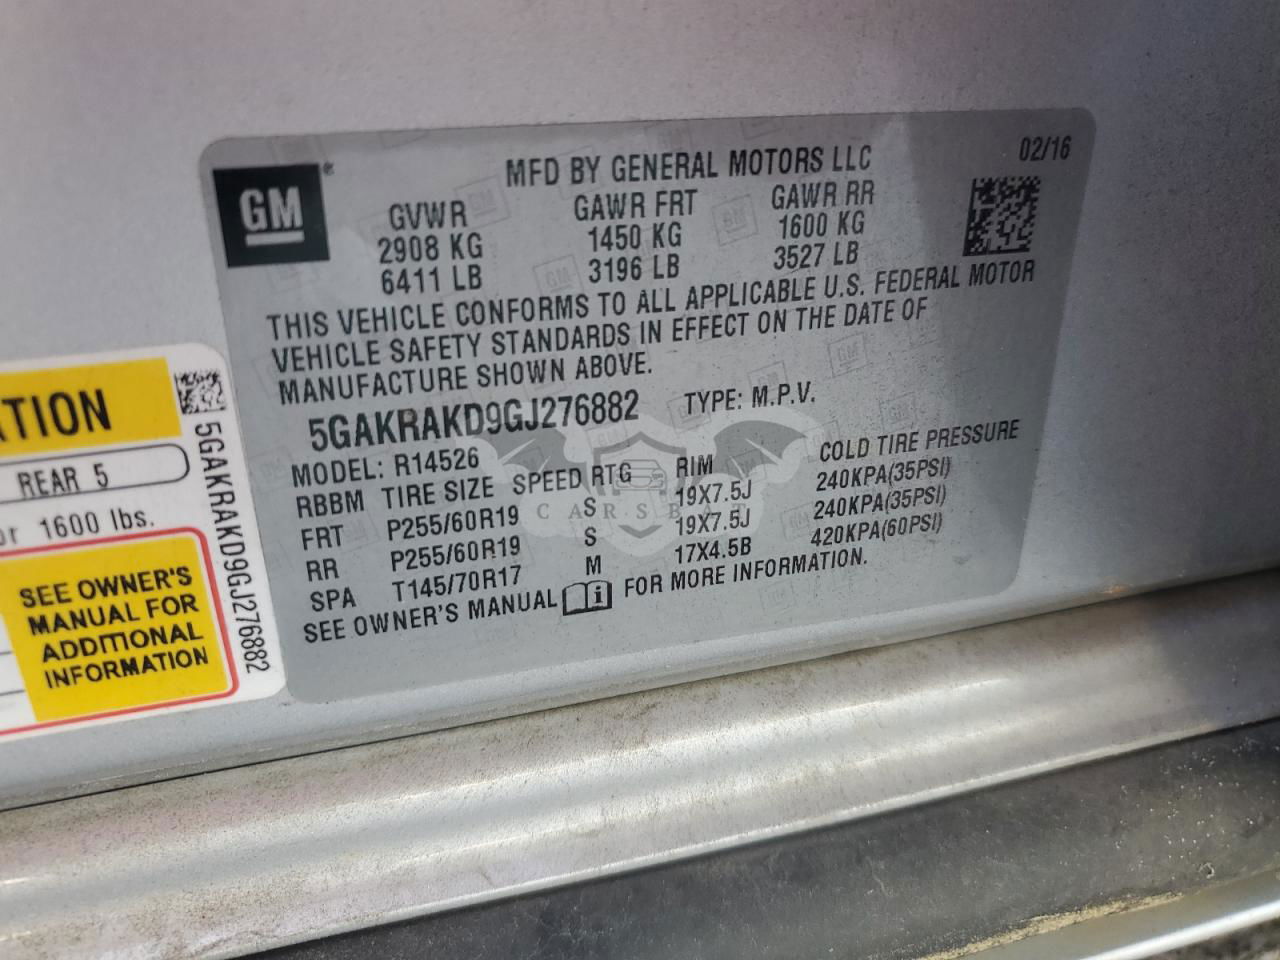 MFD BY GENERAL MOTORS LLC 02/16
GM ®
GVWR GAWR FRT GAWR RR
2908 KG 1450 KG 1600 KG
6411 LB 3196 LB 3527 LB
THIS VEHICLE CONFORMS TO ALL APPLICABLE U.S. FEDERAL MOTOR
VEHICLE SAFETY STANDARDS IN EFFECT ON THE DATE OF
MANUFACTURE SHOWN ABOVE.
5GAKRAKD9GJ276882 TYPE: M.P.V.
MODEL: R14526
RBBM TIRE SIZE SPEED RTG RIM COLD TIRE PRESSURE
FRT P255/60R19 S 19X7.5J 240KPA(35PSI)
RR P255/60R19 S 19X7.5J 240KPA(35PSI)
SPA T145/70R17 M 17X4.5B 420KPA(60PSI)
SEE OWNER'S MANUAL i FOR MORE INFORMATION.
CARSBAT
ATION
REAR 5
or 1600 lbs.
SEE OWNER'S
MANUAL FOR
ADDITIONAL
INFORMATION
5GAKRAKD9GJ276882